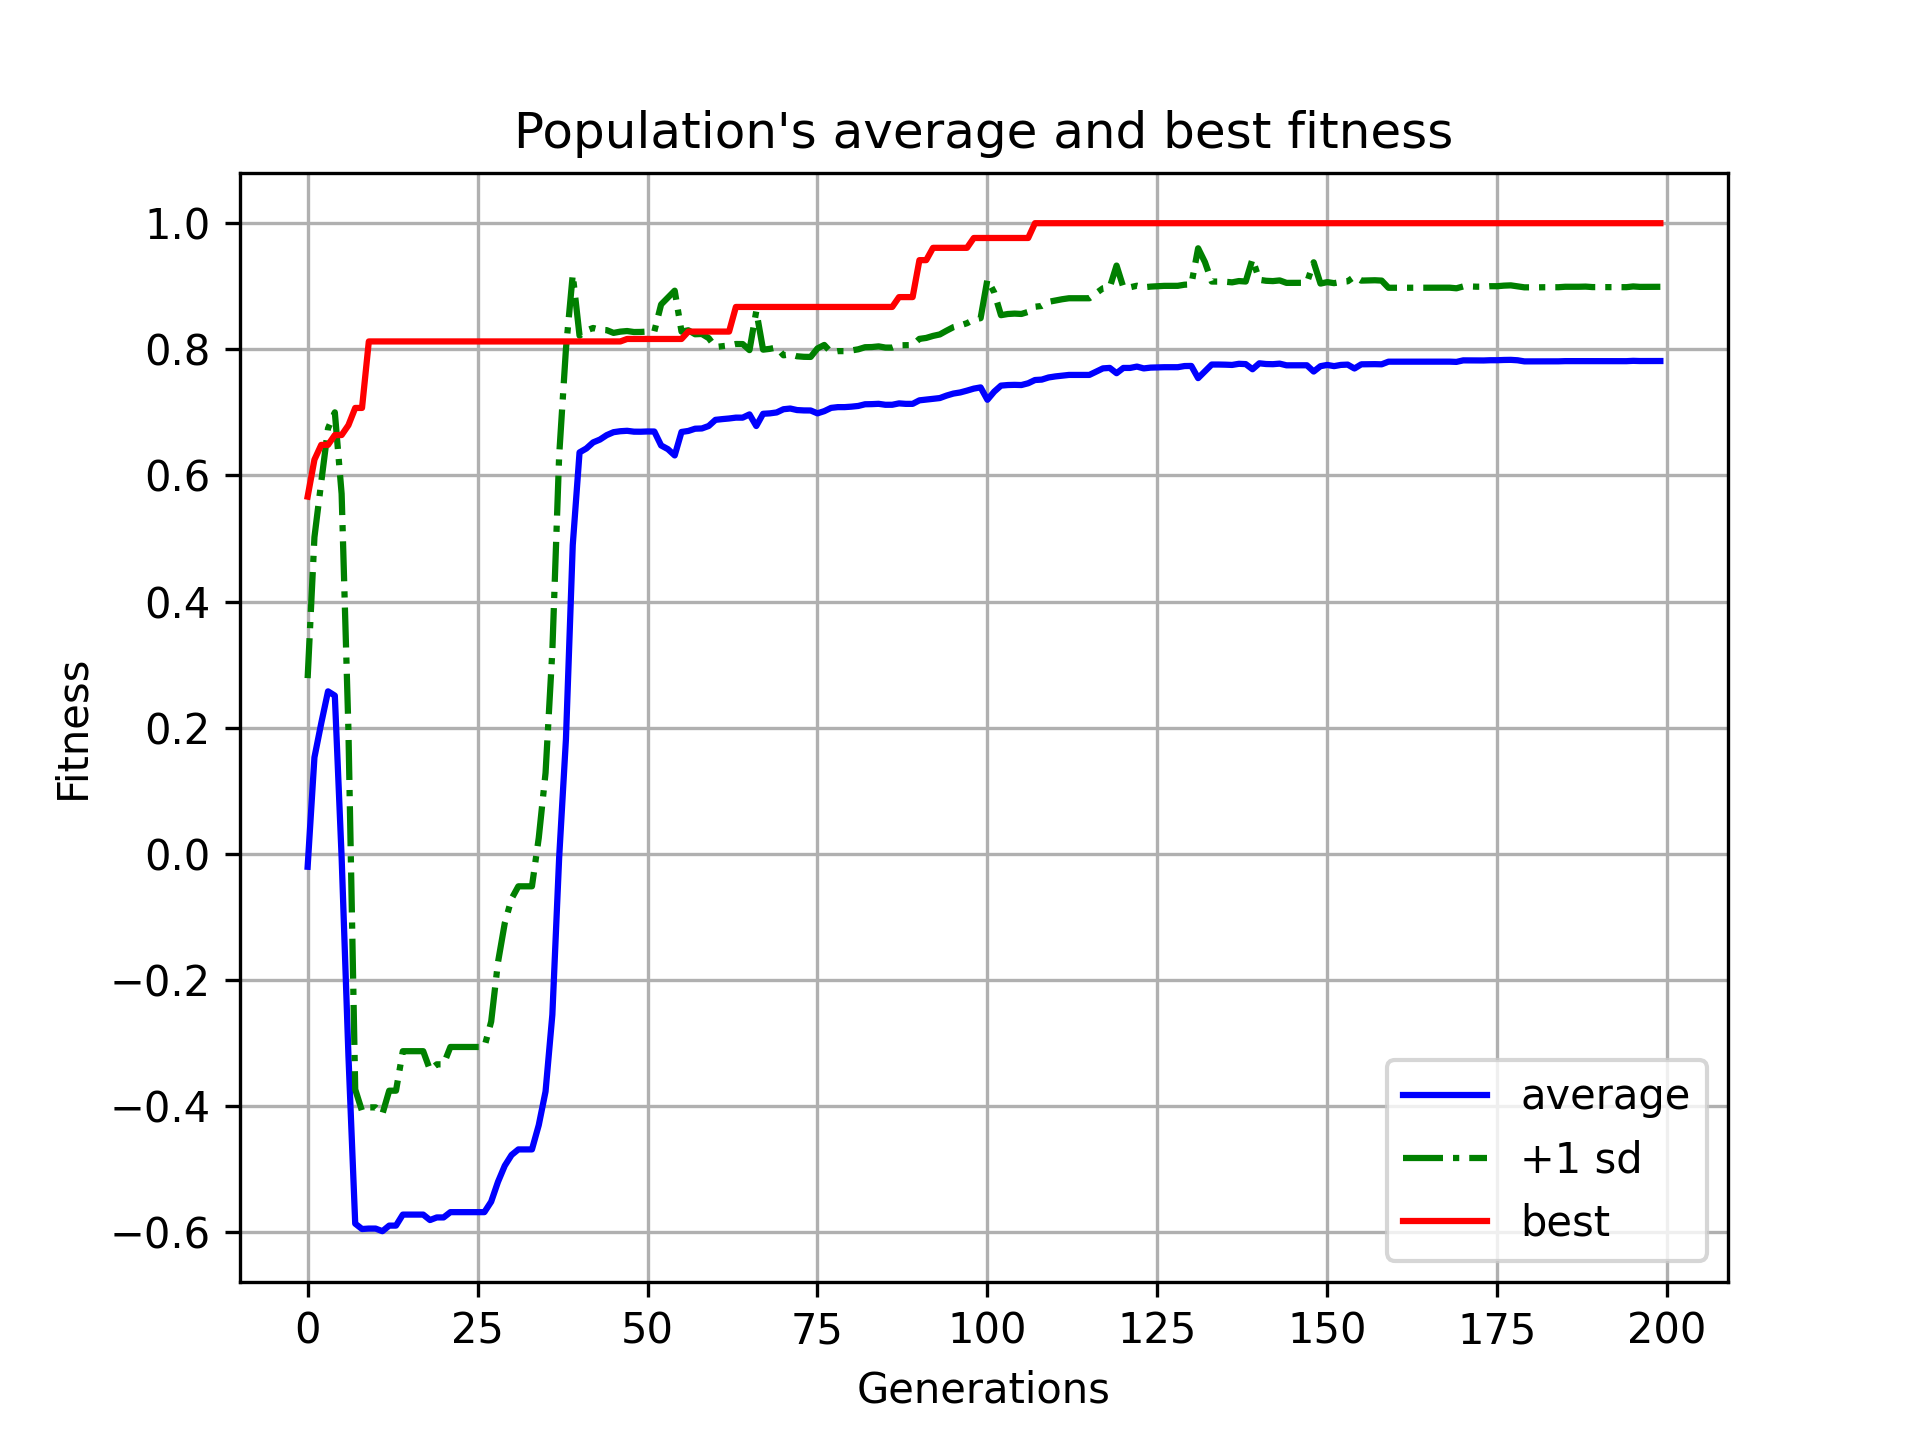 Population's average and best fitness
1.0
0.8
0.6
0.4
0.2
0.0
−0.2
−0.4
−0.6
Fitness
0 25 50 75 100 125 150 175 200
Generations
average
+1 sd
best